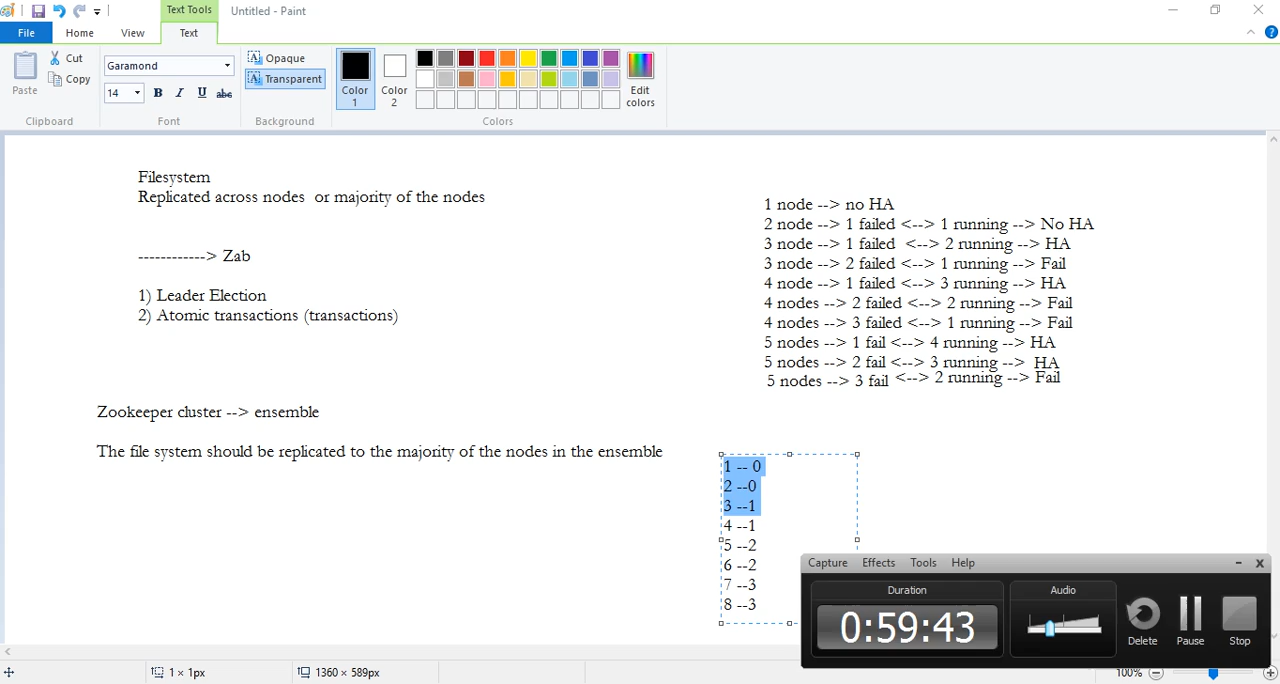 Text Tools
Untitled - Paint
File
Home
View
Text
Paste
Cut
Copy
Clipboard
Garamond
14
B I U abc
Font
Opaque
Transparent
Background
Color 1
Color 2
Edit colors
Colors
Filesystem
Replicated across nodes or majority of the nodes
------------> Zab
1) Leader Election
2) Atomic transactions (transactions)
1 node --> no HA
2 node --> 1 failed <--> 1 running --> No HA
3 node --> 1 failed <--> 2 running --> HA
3 node --> 2 failed <--> 1 running --> Fail
4 node --> 1 failed <--> 3 running --> HA
4 nodes --> 2 failed <--> 2 running --> Fail
4 nodes --> 3 failed <--> 1 running --> Fail
5 nodes --> 1 fail <--> 4 running --> HA
5 nodes --> 2 fail <--> 3 running --> HA
5 nodes --> 3 fail <--> 2 running --> Fail
Zookeeper cluster --> ensemble
The file system should be replicated to the majority of the nodes in the ensemble
1 -- 0
2 --0
3 --1
4 --1
5 --2
6 --2
7 --3
8 --3
Capture Effects Tools Help
Duration
0:59:43
Audio
Delete
Pause
Stop
1 × 1px
1360 × 589px
100%